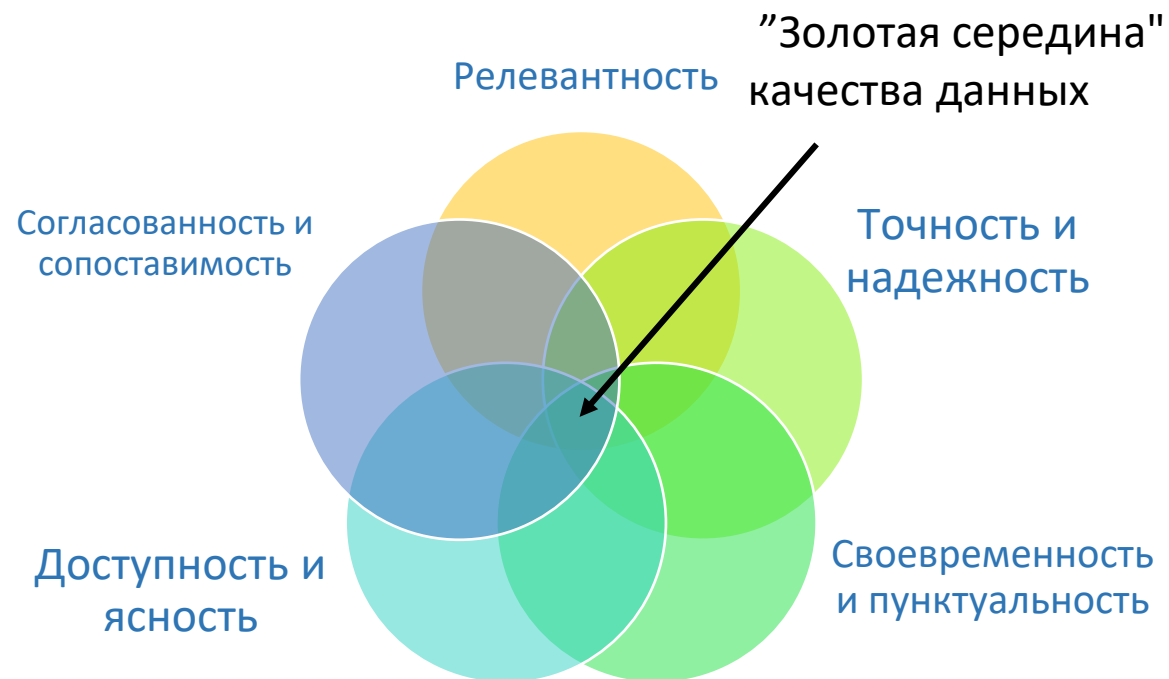 ”Золотая середина"
качества данных
Релевантность
Согласованность и
сопоставимость
Точность и
надежность
Доступность и
ясность
Своевременность
и пунктуальность